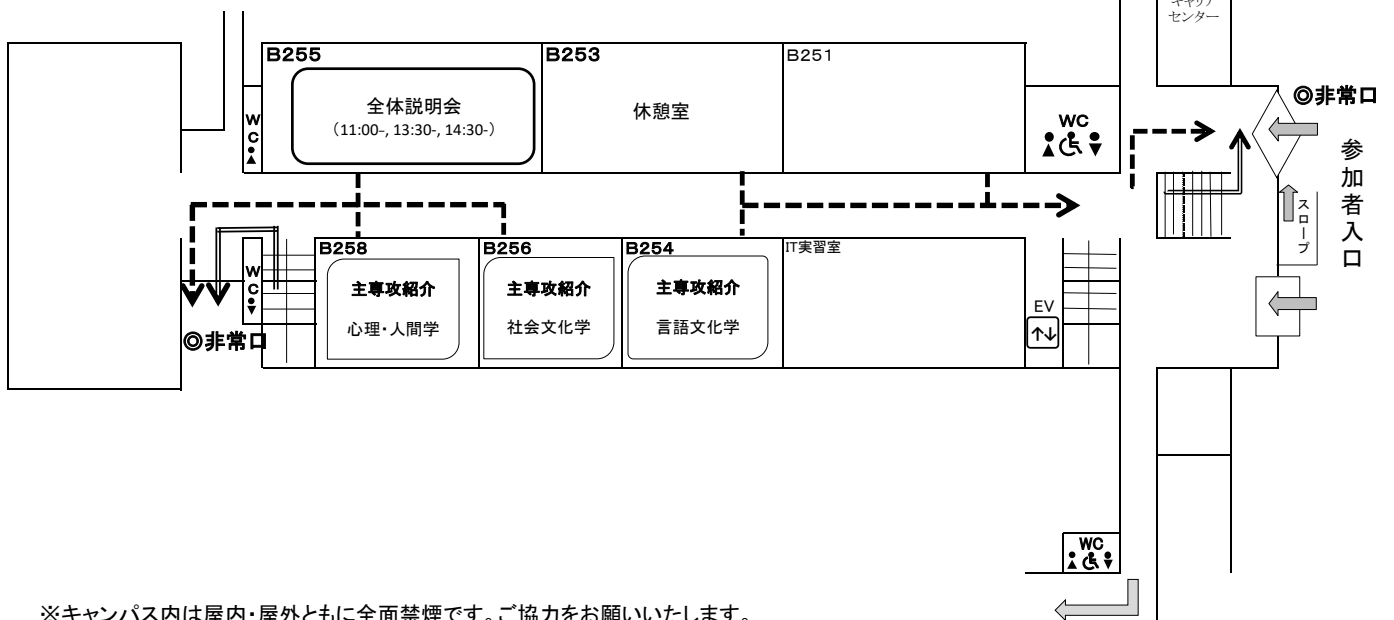 キャリア
センター
B255
全体説明会
(11:00-, 13:30-, 14:30-)
B253
休憩室
B251
WC
WC
◎非常口
参加者入口
スロープ
WC
◎非常口
B258
主専攻紹介
心理・人間学
B256
主専攻紹介
社会文化学
B254
主専攻紹介
言語文化学
IT実習室
EV
WC
※キャンパス内は屋内・屋外ともに全面禁煙です。ご協力をお願いいたします。